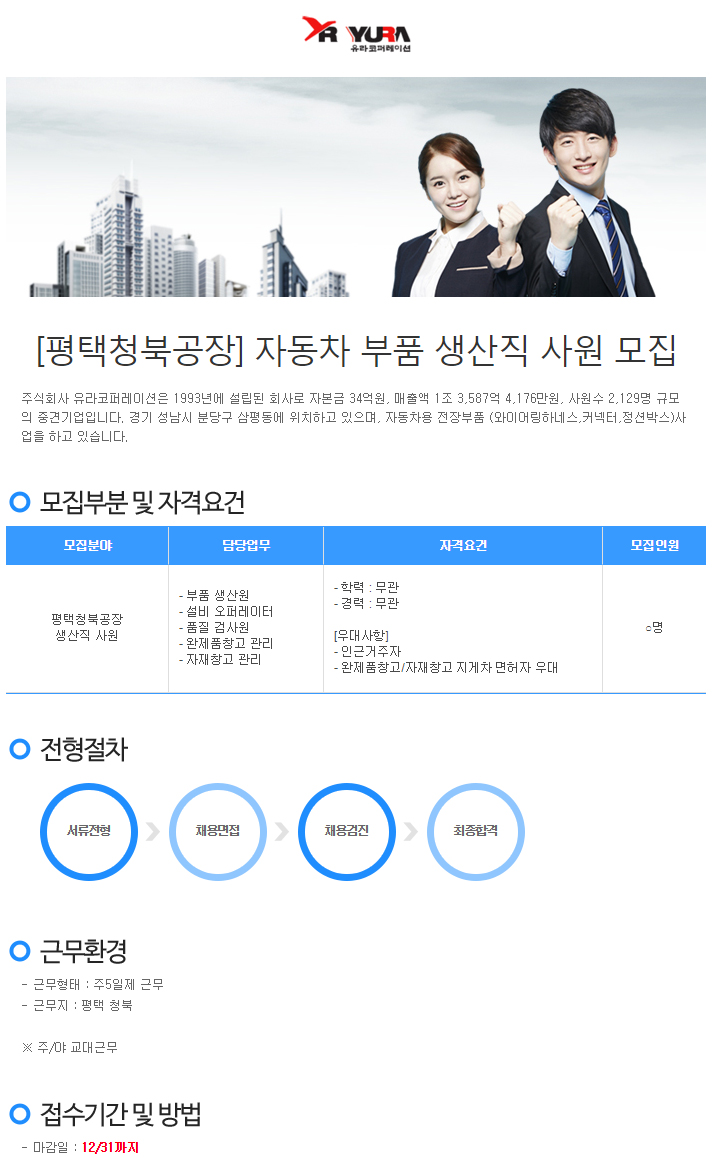 YR YURA
유라코퍼레이션
[평택청북공장] 자동차 부품 생산직 사원 모집
주식회사 유라코퍼레이션은 1993년에 설립된 회사로 자본금 34억원, 매출액 1조 3,587억 4,176만원, 사원수 2,129명 규모
의 중견기업입니다. 경기 성남시 분당구 삼평동에 위치하고 있으며, 자동차용 전장부품 (와이어링하네스,커넥터,정션박스)사
업을 하고 있습니다.
모집부분 및 자격요건
모집분야 담당업무 자격요건 모집인원
평택청북공장
생산직 사원
- 부품 생산원
- 설비 오퍼레이터
- 품질 검사원
- 완제품창고 관리
- 자재창고 관리
- 학력 : 무관
- 경력 : 무관
[우대사항]
- 인근거주자
- 완제품창고/자재창고 지게차 면허자 우대
○명
전형절차
서류전형 채용면접 채용검진 최종합격
근무환경
- 근무형태 : 주5일제 근무
- 근무지 : 평택 청북
※ 주/야 교대근무
접수기간 및 방법
- 마감일 : 12/31까지